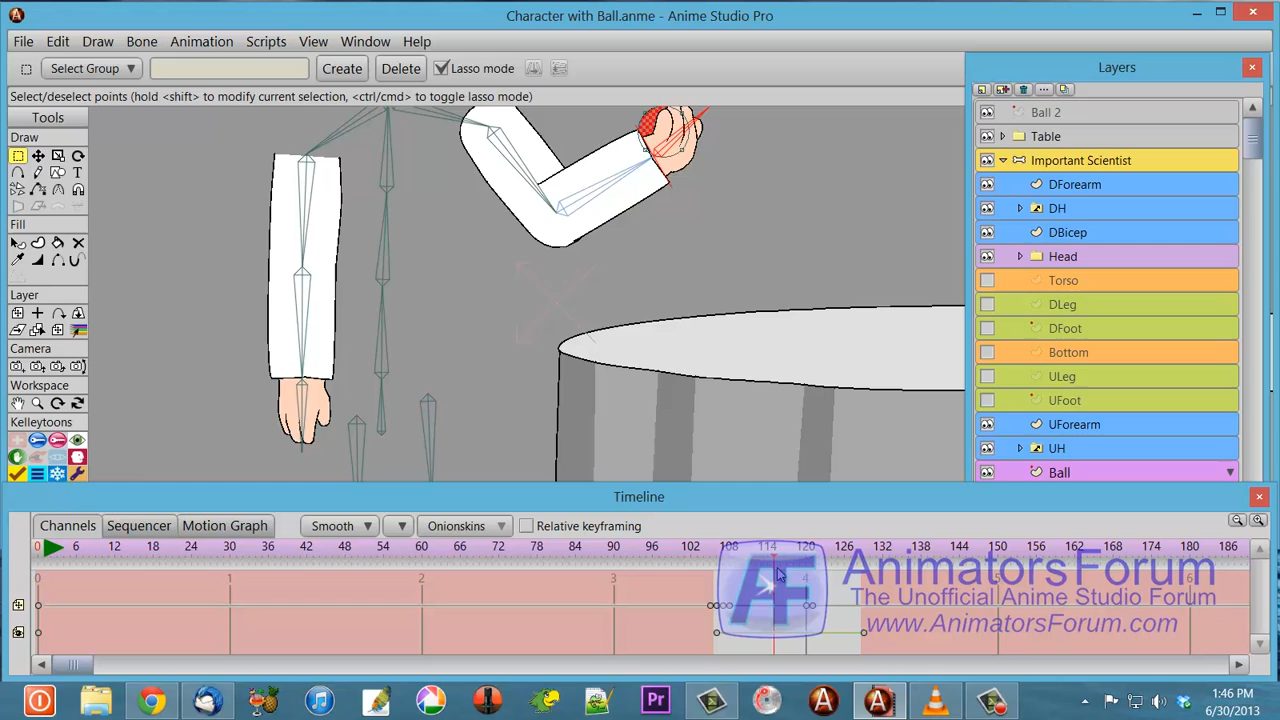 Character with Ball.anme - Anime Studio Pro
File Edit Draw Bone Animation Scripts View Window Help
Select Group Create Delete Lasso mode
Select/deselect points (hold <shift> to modify current selection, <ctrl/cmd> to toggle lasso mode)
Tools
Draw
Fill
Layer
Camera
Workspace
Kelleytoons
Layers
Ball 2
Table
Important Scientist
DForearm
DH
DBicep
Head
Torso
DLeg
DFoot
Bottom
ULeg
UFoot
UForearm
UH
Ball
Timeline
Channels Sequencer Motion Graph Smooth Onionskins Relative keyframing
0 6 12 18 24 30 36 42 48 54 60 66 72 78 84 90 96 102 108 114 120 126 132 138 144 150 156 162 168 174 180 186
0 1 2 3 4 5 6
AF AnimatorsForum
The Unofficial Anime Studio Forum
www.AnimatorsForum.com
Pr
1:46 PM
6/30/2013